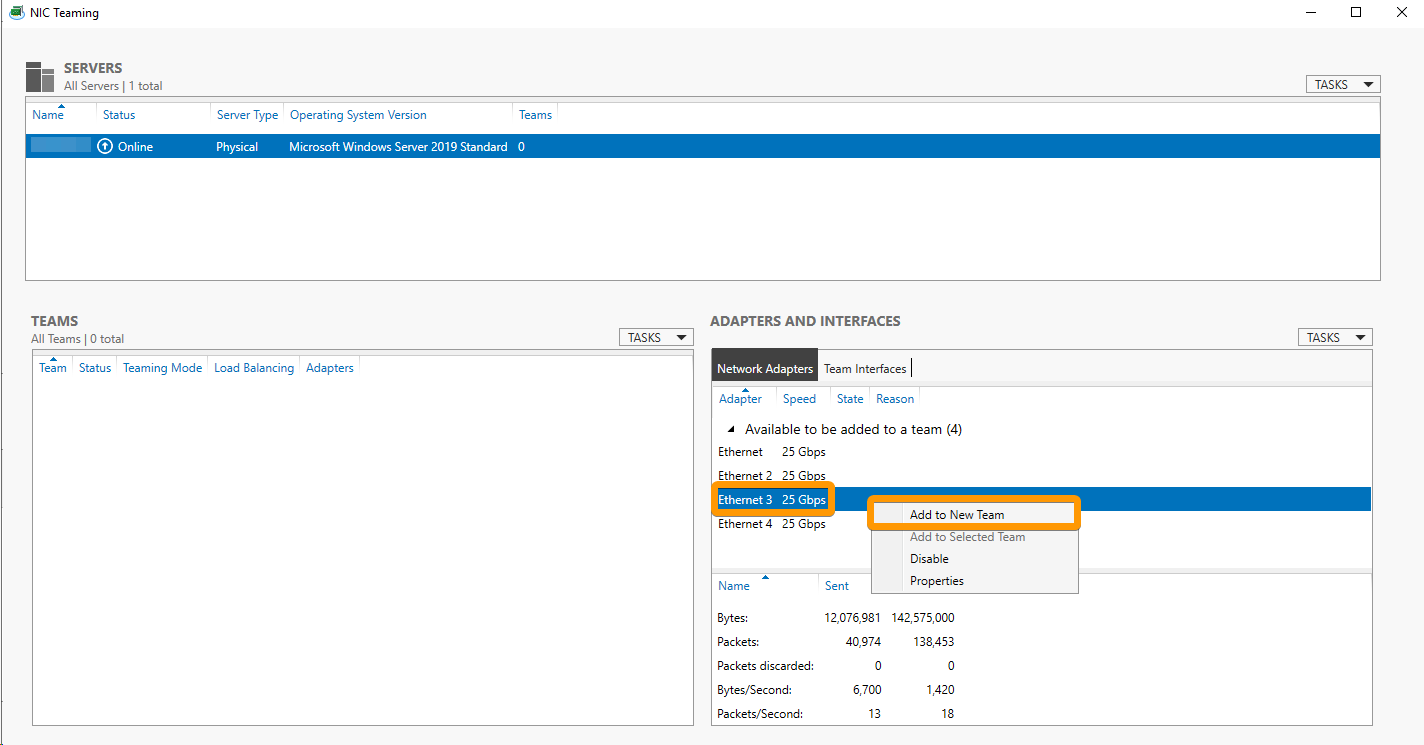 NIC Teaming
SERVERS
All Servers | 1 total
TASKS
Name Status Server Type Operating System Version Teams
Online Physical Microsoft Windows Server 2019 Standard 0
TEAMS
All Teams | 0 total
TASKS
Team Status Teaming Mode Load Balancing Adapters
ADAPTERS AND INTERFACES
TASKS
Network Adapters Team Interfaces
Adapter Speed State Reason
Available to be added to a team (4)
Ethernet 25 Gbps
Ethernet 2 25 Gbps
Ethernet 3 25 Gbps
Ethernet 4 25 Gbps
Add to New Team
Add to Selected Team
Disable
Properties
Name Sent
Bytes: 12,076,981 142,575,000
Packets: 40,974 138,453
Packets discarded: 0 0
Bytes/Second: 6,700 1,420
Packets/Second: 13 18